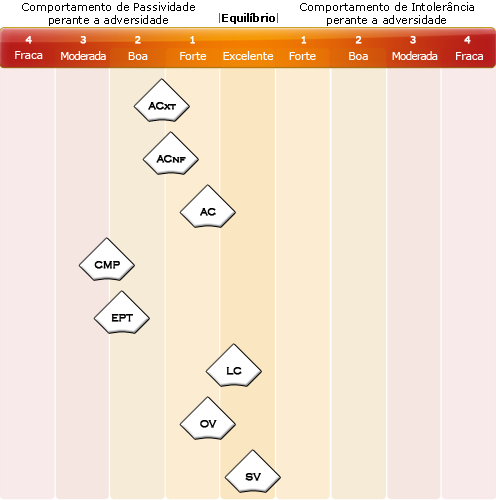 Comportamento de Passividade
perante a adversidade
|Equilíbrio|
Comportamento de Intolerância
perante a adversidade
4 3 2 1 1 2 3 4
Fraca Moderada Boa Forte Excelente Forte Boa Moderada Fraca
ACXT
ACNF
AC
CMP
EPT
LC
OV
SV